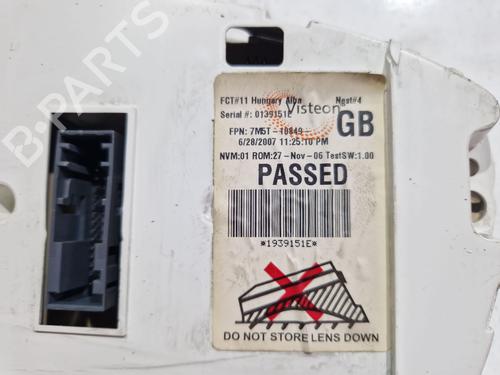 B-PARTS
Visteon
FCT#11 Hungary Alba Nest#4
Serial #: 0139151E
GB
FPN: 7M5T-10849-
6/28/2007 11:25:10 PM
NVM:01 ROM:27-Nov-06 TestSW:1.00
PASSED
*1939151E*
DO NOT STORE LENS DOWN